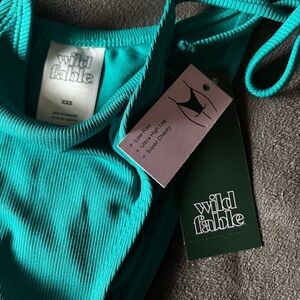 wild
fable
XXS
Low Rise
Ultra High Leg
Super Cheeky
wild
fable